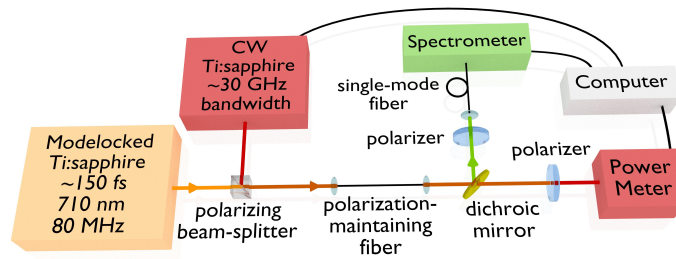 CW
Ti:sapphire
~30 GHz
bandwidth
Spectrometer
single-mode
fiber
Computer
polarizer
Modelocked
Ti:sapphire
~150 fs
710 nm
80 MHz
polarizer
Power
Meter
polarizing
beam-splitter
polarization-
maintaining
fiber
dichroic
mirror